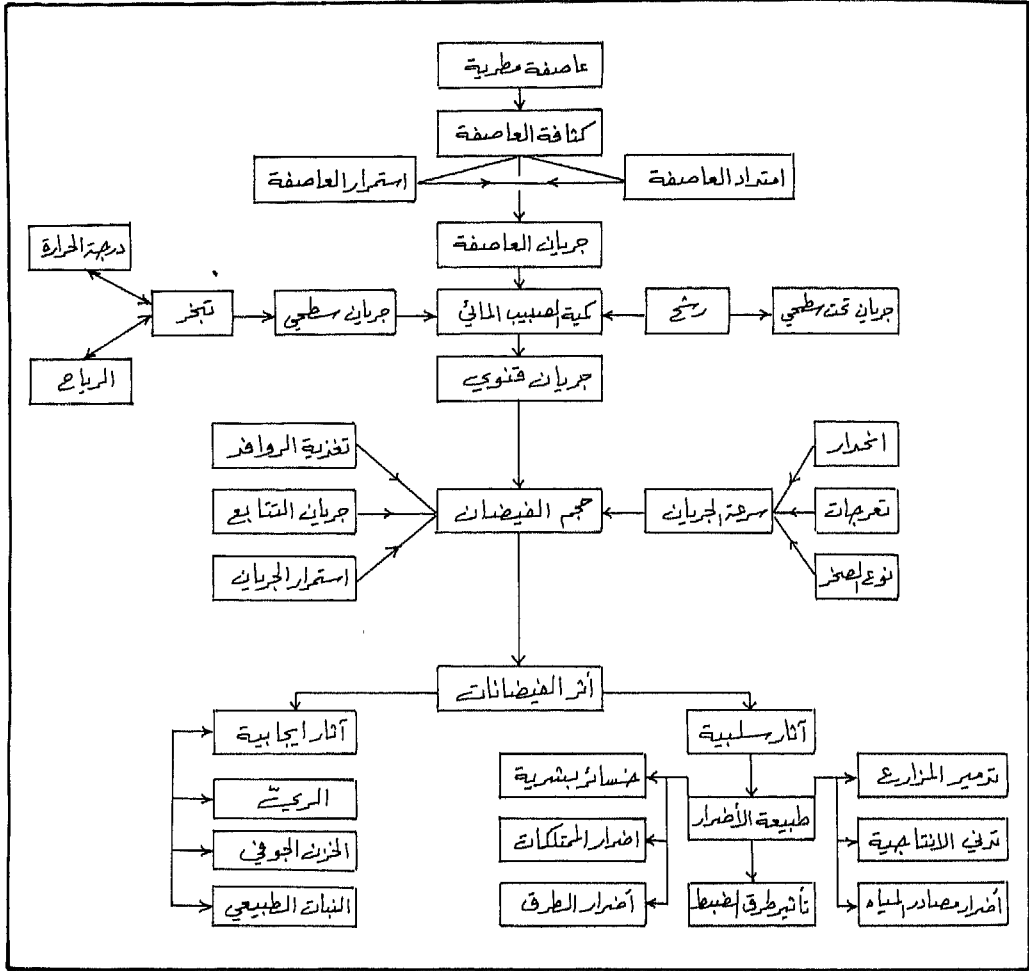 عاصفة مطرية
كثافة العاصفة
امتداد العاصفة
استمرار العاصفة
جريان العاصفة
درجة الحرارة
جريان تحت سطحي
رشح
كمية الصبيب المائي
جريان سطحي
تبخر
الرياح
جريان قنوي
انحدار
تغذية الروافد
تعرجات
سرعة الجريان
حجم الفيضان
جريان التتابع
نوع الصخر
استمرار الجريان
أثر الفيضانات
آثار سلبية
آثار ايجابية
تدمير المزارع
خسائر بشرية
طبيعة الأضرار
الري
تدني الانتاجية
اضرار الممتلكات
الخزن الجوفي
أضرار مصادر المياه
تأثير طرق الضبط
أضرار الطرق
النبات الطبيعي